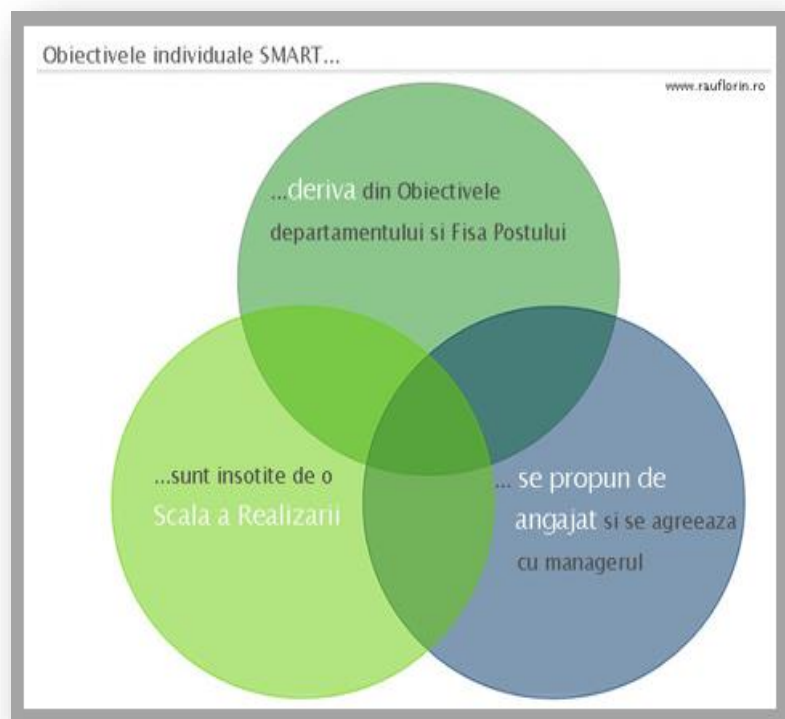 Obiectivele individuale SMART...
www.rauflorin.ro
...deriva din Obiectivele
departamentului si Fisa Postului
...sunt insotite de o
Scala a Realizarii
... se propun de
angajat si se agreeaza
cu managerul